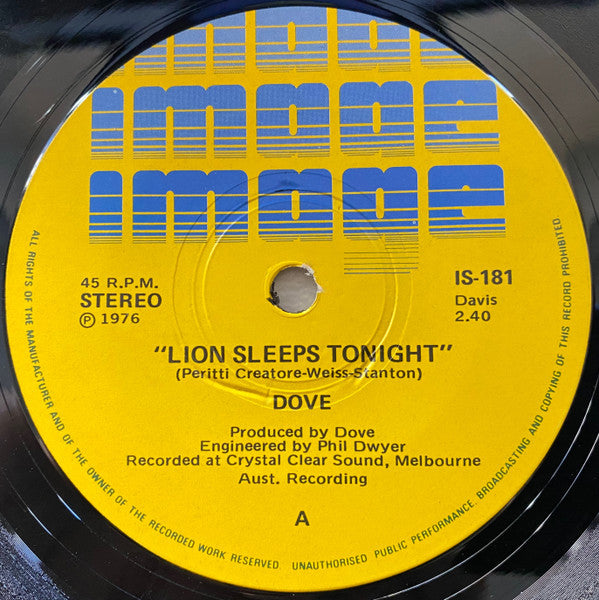 image
image
image
45 R.P.M.
STEREO
℗ 1976
IS-181
Davis
2.40
"LION SLEEPS TONIGHT"
(Peritti Creatore-Weiss-Stanton)
DOVE
Produced by Dove
Engineered by Phil Dwyer
Recorded at Crystal Clear Sound, Melbourne
Aust. Recording
A
ALL RIGHTS OF THE MANUFACTURER AND OF THE OWNER OF THE RECORDED WORK RESERVED. UNAUTHORISED PUBLIC PERFORMANCE, BROADCASTING AND COPYING OF THIS RECORD PROHIBITED.